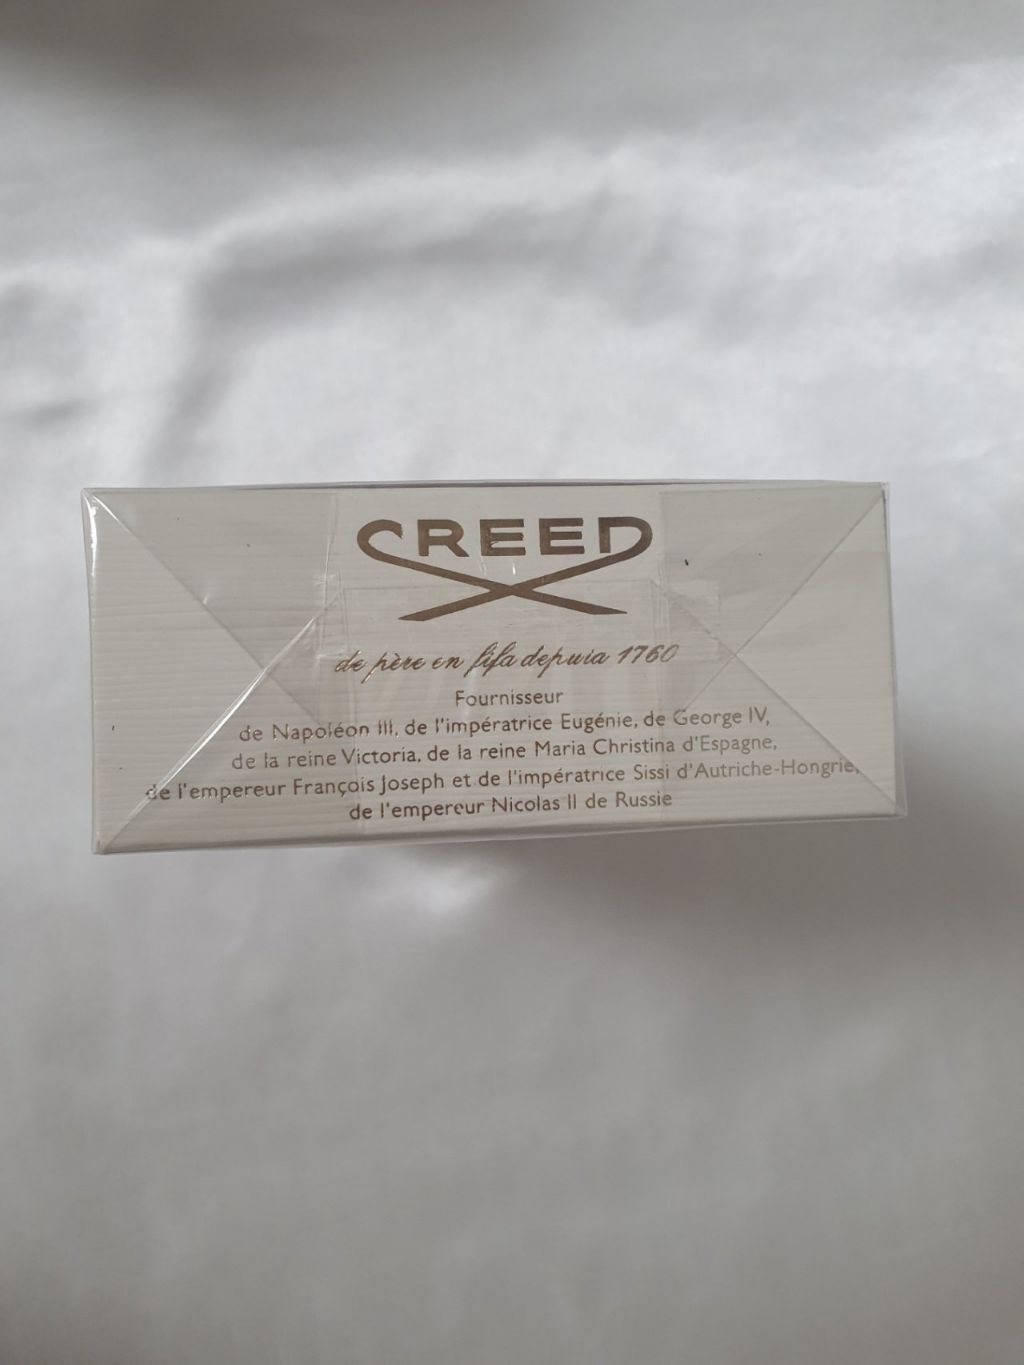 CREED
de père en fils depuis 1760
Fournisseur
de Napoléon III, de l'impératrice Eugénie, de George IV,
de la reine Victoria, de la reine Maria Christina d'Espagne,
de l'empereur François Joseph et de l'impératrice Sissi d'Autriche-Hongrie,
de l'empereur Nicolas II de Russie